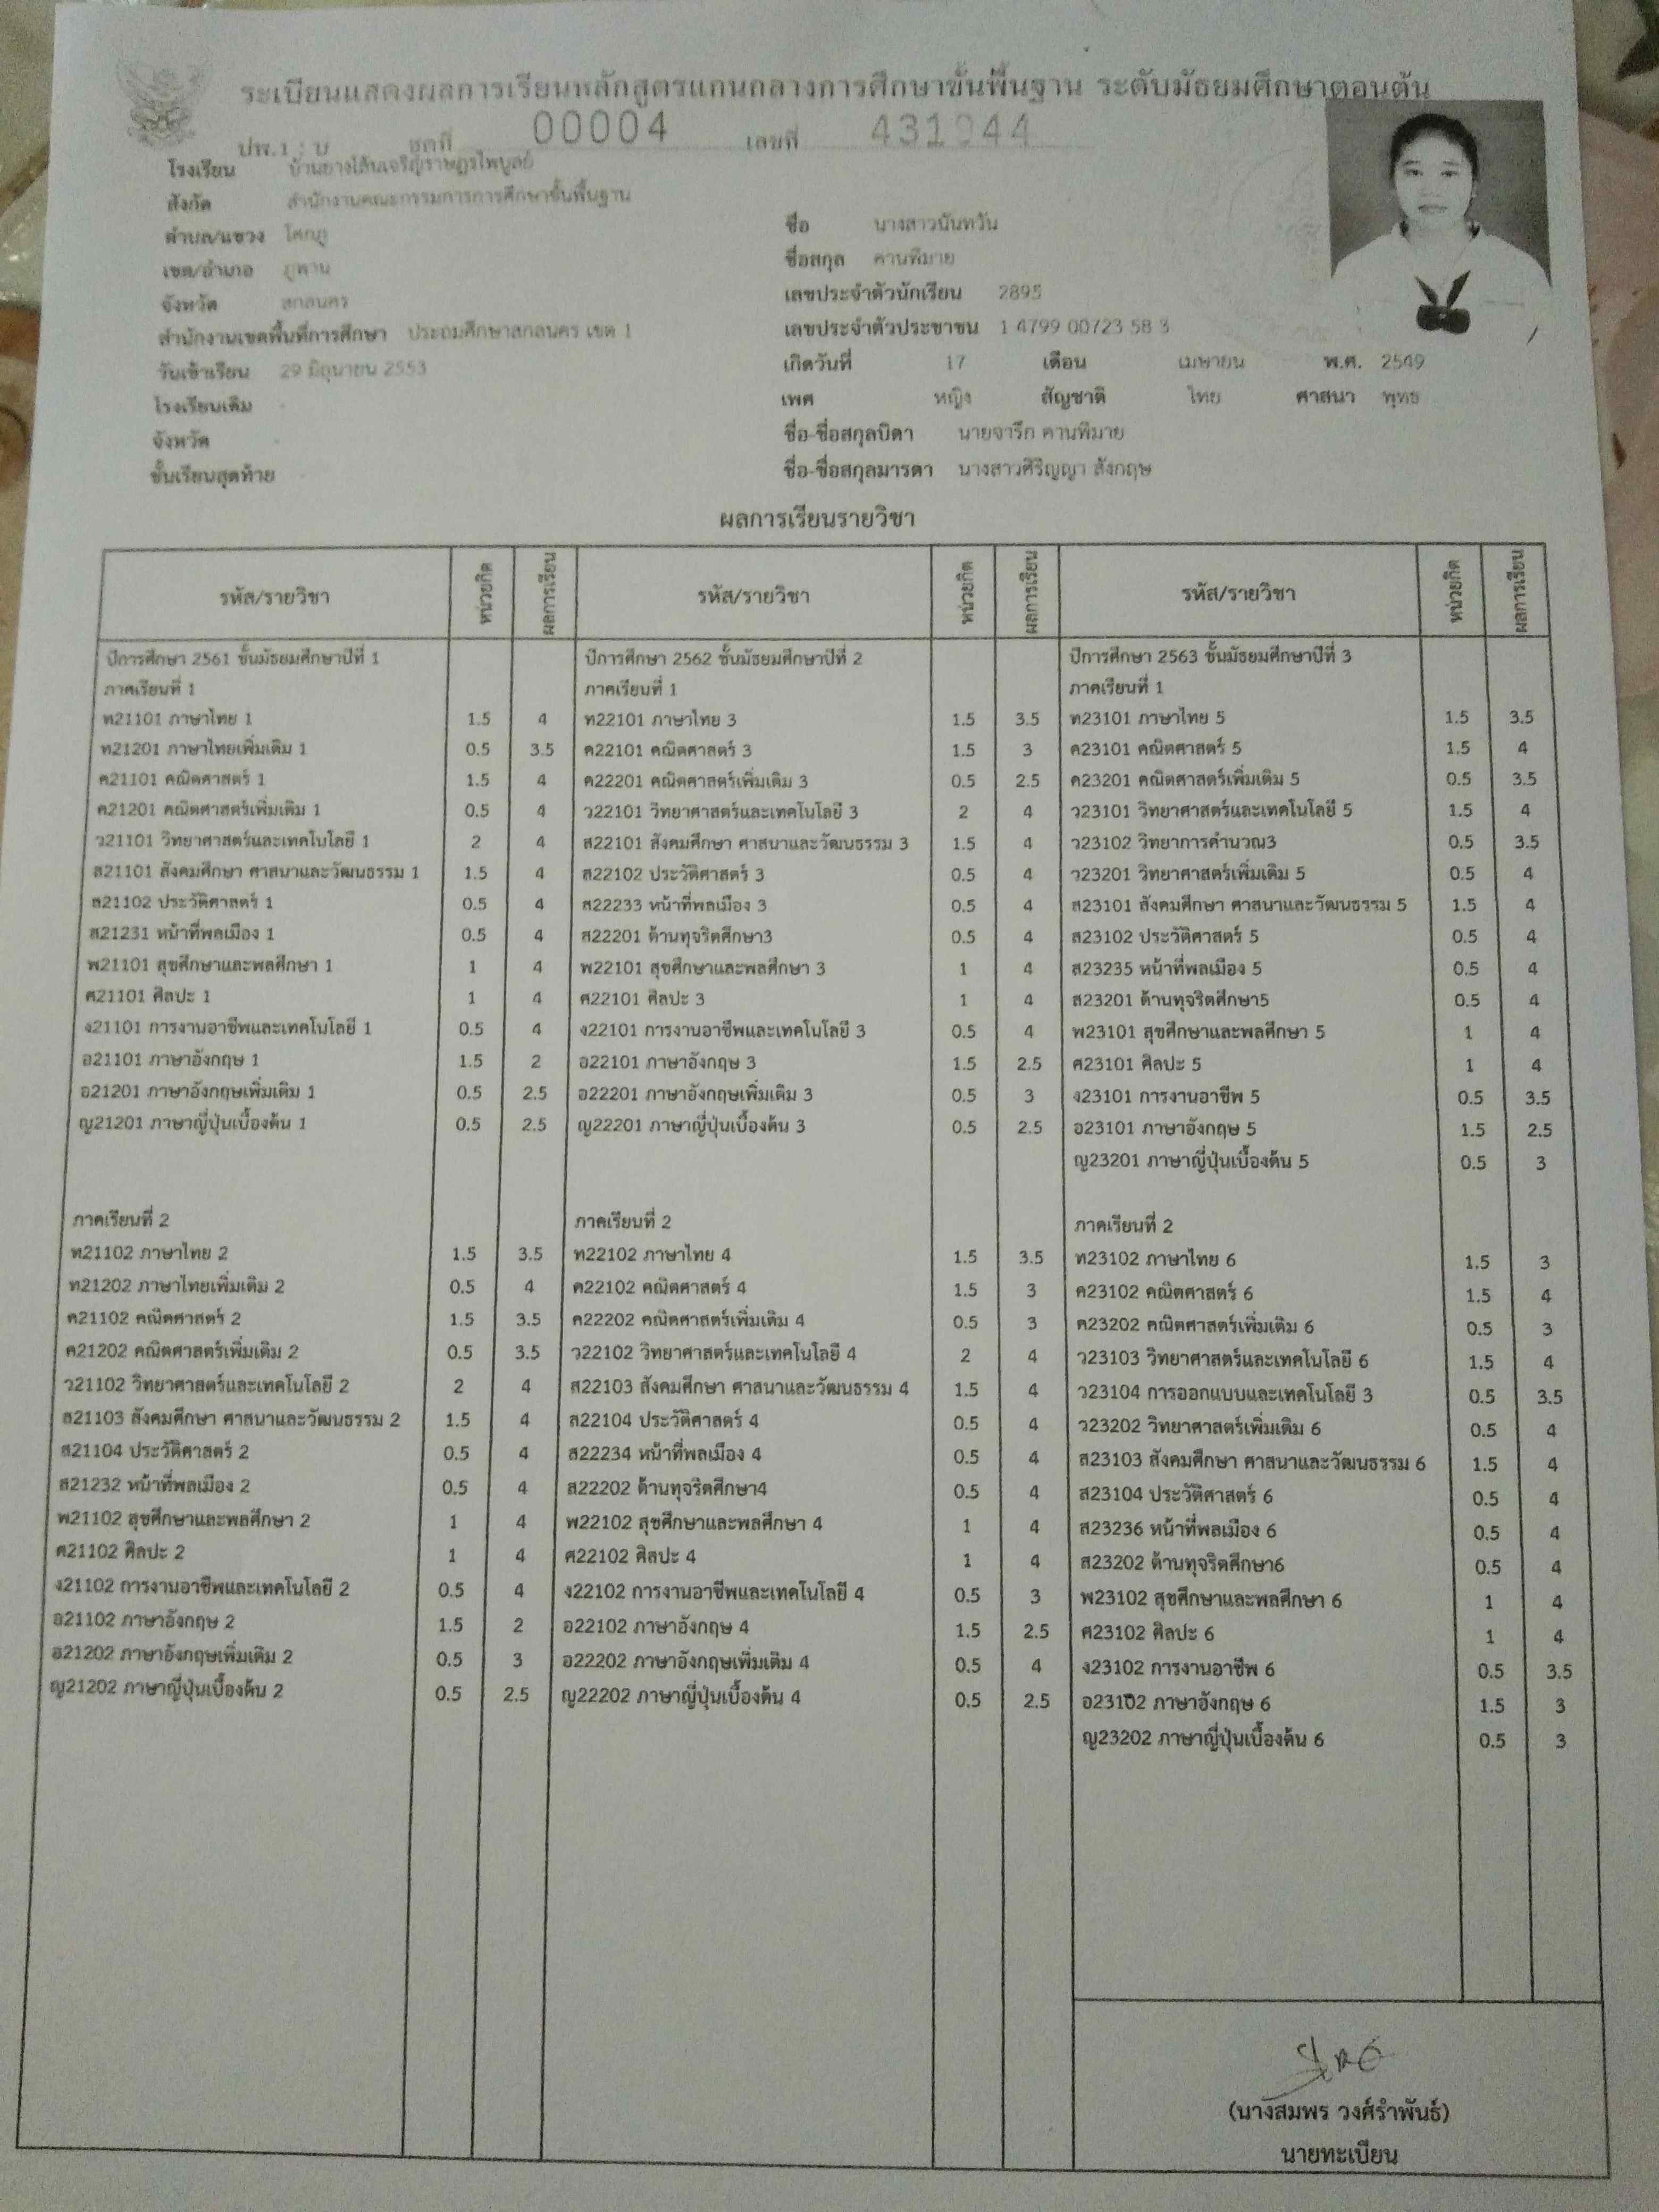 ระเบียนแสดงผลการเรียนหลักสูตรแกนกลางการศึกษาขั้นพื้นฐาน ระดับมัธยมศึกษาตอนต้น
ปพ.1 : บ ชุดที่ 00004 เลขที่ 431944
โรงเรียน บ้านยางโล้นเจริญราษฎร์ไพบูลย์
สังกัด สำนักงานคณะกรรมการการศึกษาขั้นพื้นฐาน
ตำบล/แขวง โคกภู
เขต/อำเภอ ภูพาน
จังหวัด สกลนคร
สำนักงานเขตพื้นที่การศึกษา ประถมศึกษาสกลนคร เขต 1
วันเข้าเรียน 29 มิถุนายน 2553
โรงเรียนเดิม -
จังหวัด -
ชั้นเรียนสุดท้าย -
ชื่อ นางสาวนันทวัน
ชื่อสกุล คานพิมาย
เลขประจำตัวนักเรียน 2895
เลขประจำตัวประชาชน 1 4799 00723 58 3
เกิดวันที่ 17 เดือน เมษายน พ.ศ. 2549
เพศ หญิง สัญชาติ ไทย ศาสนา พุทธ
ชื่อ-ชื่อสกุลบิดา นายจารึก คานพิมาย
ชื่อ-ชื่อสกุลมารดา นางสาวศิริญญา สังกฤษ
ผลการเรียนรายวิชา
รหัส/รายวิชา หน่วยกิต ผลการเรียน
ปีการศึกษา 2561 ชั้นมัธยมศึกษาปีที่ 1
ภาคเรียนที่ 1
ท21101 ภาษาไทย 1 1.5 4
ท21201 ภาษาไทยเพิ่มเติม 1 0.5 3.5
ค21101 คณิตศาสตร์ 1 1.5 4
ค21201 คณิตศาสตร์เพิ่มเติม 1 0.5 4
ว21101 วิทยาศาสตร์และเทคโนโลยี 1 2 4
ส21101 สังคมศึกษา ศาสนาและวัฒนธรรม 1 1.5 4
ส21102 ประวัติศาสตร์ 1 0.5 4
ส21231 หน้าที่พลเมือง 1 0.5 4
พ21101 สุขศึกษาและพลศึกษา 1 1 4
ศ21101 ศิลปะ 1 1 4
ง21101 การงานอาชีพและเทคโนโลยี 1 0.5 4
อ21101 ภาษาอังกฤษ 1 1.5 2
อ21201 ภาษาอังกฤษเพิ่มเติม 1 0.5 2.5
ญ21201 ภาษาญี่ปุ่นเบื้องต้น 1 0.5 2.5
ภาคเรียนที่ 2
ท21102 ภาษาไทย 2 1.5 3.5
ท21202 ภาษาไทยเพิ่มเติม 2 0.5 4
ค21102 คณิตศาสตร์ 2 1.5 3.5
ค21202 คณิตศาสตร์เพิ่มเติม 2 0.5 3.5
ว21102 วิทยาศาสตร์และเทคโนโลยี 2 2 4
ส21103 สังคมศึกษา ศาสนาและวัฒนธรรม 2 1.5 4
ส21104 ประวัติศาสตร์ 2 0.5 4
ส21232 หน้าที่พลเมือง 2 0.5 4
พ21102 สุขศึกษาและพลศึกษา 2 1 4
ศ21102 ศิลปะ 2 1 4
ง21102 การงานอาชีพและเทคโนโลยี 2 0.5 4
อ21102 ภาษาอังกฤษ 2 1.5 2
อ21202 ภาษาอังกฤษเพิ่มเติม 2 0.5 3
ญ21202 ภาษาญี่ปุ่นเบื้องต้น 2 0.5 2.5
รหัส/รายวิชา หน่วยกิต ผลการเรียน
ปีการศึกษา 2562 ชั้นมัธยมศึกษาปีที่ 2
ภาคเรียนที่ 1
ท22101 ภาษาไทย 3 1.5 3.5
ค22101 คณิตศาสตร์ 3 1.5 3
ค22201 คณิตศาสตร์เพิ่มเติม 3 0.5 2.5
ว22101 วิทยาศาสตร์และเทคโนโลยี 3 2 4
ส22101 สังคมศึกษา ศาสนาและวัฒนธรรม 3 1.5 4
ส22102 ประวัติศาสตร์ 3 0.5 4
ส22233 หน้าที่พลเมือง 3 0.5 4
ส22201 ต้านทุจริตศึกษา3 0.5 4
พ22101 สุขศึกษาและพลศึกษา 3 1 4
ศ22101 ศิลปะ 3 1 4
ง22101 การงานอาชีพและเทคโนโลยี 3 0.5 4
อ22101 ภาษาอังกฤษ 3 1.5 2.5
อ22201 ภาษาอังกฤษเพิ่มเติม 3 0.5 3
ญ22201 ภาษาญี่ปุ่นเบื้องต้น 3 0.5 2.5
ภาคเรียนที่ 2
ท22102 ภาษาไทย 4 1.5 3.5
ค22102 คณิตศาสตร์ 4 1.5 3
ค22202 คณิตศาสตร์เพิ่มเติม 4 0.5 3
ว22102 วิทยาศาสตร์และเทคโนโลยี 4 2 4
ส22103 สังคมศึกษา ศาสนาและวัฒนธรรม 4 1.5 4
ส22104 ประวัติศาสตร์ 4 0.5 4
ส22234 หน้าที่พลเมือง 4 0.5 4
ส22202 ต้านทุจริตศึกษา4 0.5 4
พ22102 สุขศึกษาและพลศึกษา 4 1 4
ศ22102 ศิลปะ 4 1 4
ง22102 การงานอาชีพและเทคโนโลยี 4 0.5 3
อ22102 ภาษาอังกฤษ 4 1.5 2.5
อ22202 ภาษาอังกฤษเพิ่มเติม 4 0.5 4
ญ22202 ภาษาญี่ปุ่นเบื้องต้น 4 0.5 2.5
รหัส/รายวิชา หน่วยกิต ผลการเรียน
ปีการศึกษา 2563 ชั้นมัธยมศึกษาปีที่ 3
ภาคเรียนที่ 1
ท23101 ภาษาไทย 5 1.5 3.5
ค23101 คณิตศาสตร์ 5 1.5 4
ค23201 คณิตศาสตร์เพิ่มเติม 5 0.5 3.5
ว23101 วิทยาศาสตร์และเทคโนโลยี 5 1.5 4
ว23102 วิทยาการคำนวณ3 0.5 3.5
ว23201 วิทยาศาสตร์เพิ่มเติม 5 0.5 4
ส23101 สังคมศึกษา ศาสนาและวัฒนธรรม 5 1.5 4
ส23102 ประวัติศาสตร์ 5 0.5 4
ส23235 หน้าที่พลเมือง 5 0.5 4
ส23201 ต้านทุจริตศึกษา5 0.5 4
พ23101 สุขศึกษาและพลศึกษา 5 1 4
ศ23101 ศิลปะ 5 1 4
ง23101 การงานอาชีพ 5 0.5 3.5
อ23101 ภาษาอังกฤษ 5 1.5 2.5
ญ23201 ภาษาญี่ปุ่นเบื้องต้น 5 0.5 3
ภาคเรียนที่ 2
ท23102 ภาษาไทย 6 1.5 3
ค23102 คณิตศาสตร์ 6 1.5 4
ค23202 คณิตศาสตร์เพิ่มเติม 6 0.5 3
ว23103 วิทยาศาสตร์และเทคโนโลยี 6 1.5 4
ว23104 การออกแบบและเทคโนโลยี 3 0.5 3.5
ว23202 วิทยาศาสตร์เพิ่มเติม 6 0.5 4
ส23103 สังคมศึกษา ศาสนาและวัฒนธรรม 6 1.5 4
ส23104 ประวัติศาสตร์ 6 0.5 4
ส23236 หน้าที่พลเมือง 6 0.5 4
ส23202 ต้านทุจริตศึกษา6 0.5 4
พ23102 สุขศึกษาและพลศึกษา 6 1 4
ศ23102 ศิลปะ 6 1 4
ง23102 การงานอาชีพ 6 0.5 3.5
อ23102 ภาษาอังกฤษ 6 1.5 3
ญ23202 ภาษาญี่ปุ่นเบื้องต้น 6 0.5 3
(นางสมพร วงศ์รำพันธ์)
นายทะเบียน